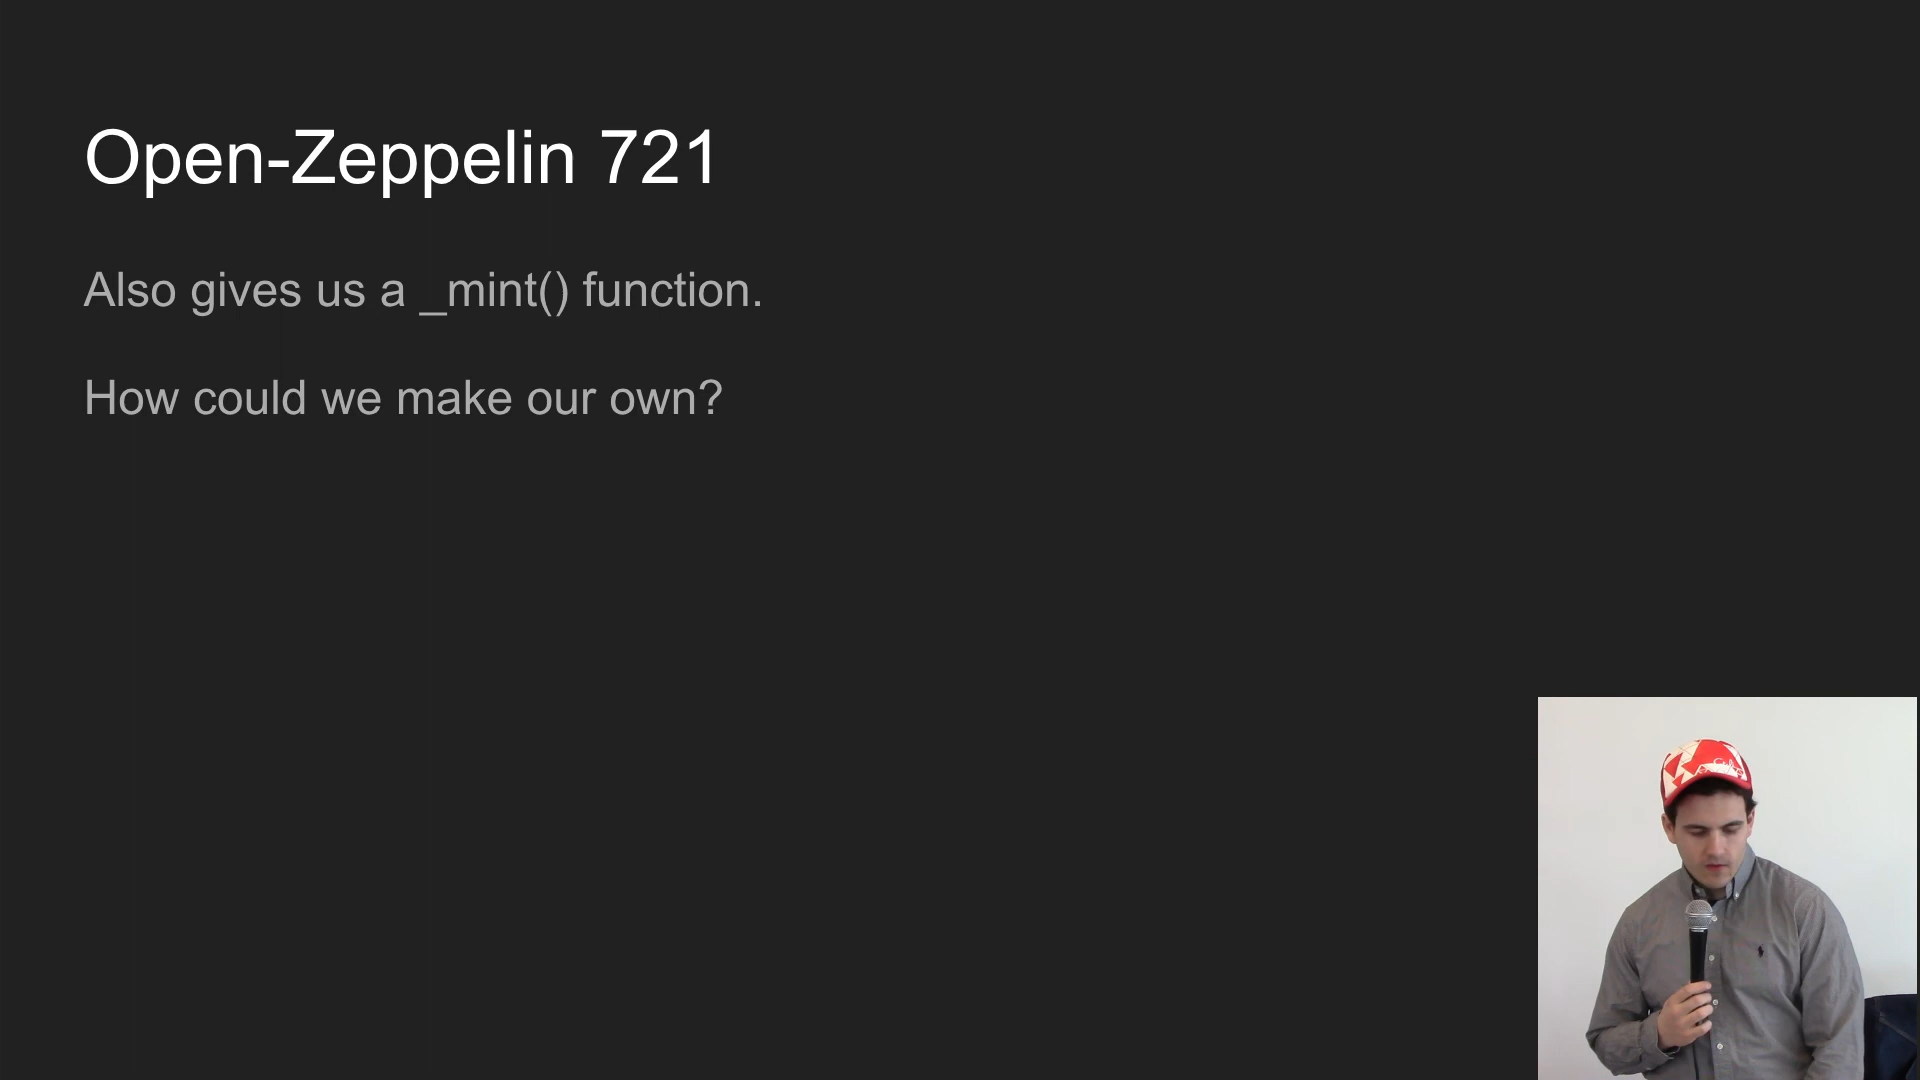 Open-Zeppelin 721
Also gives us a _mint() function.
How could we make our own?